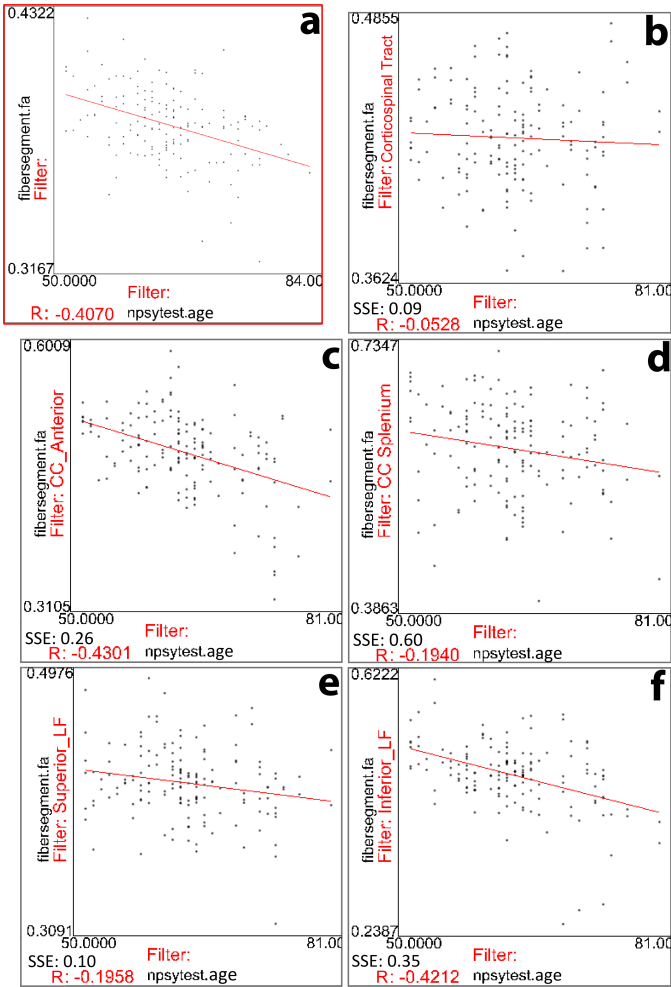 a
0.4322
fibersegment.fa
Filter:
0.3167
50.0000
84.00
Filter:
R: -0.4070
npsytest.age
b
0.4855
fibersegment.fa
Filter: Corticospinal Tract
0.3624
50.0000
81.00
SSE: 0.09
Filter:
R: -0.0528
npsytest.age
c
0.6009
fibersegment.fa
Filter: CC_Anterior
0.3105
50.0000
81.00
SSE: 0.26
Filter:
R: -0.4301
npsytest.age
d
0.7347
fibersegment.fa
Filter: CC Splenium
0.3863
50.0000
81.00
SSE: 0.60
Filter:
R: -0.1940
npsytest.age
e
0.4976
fibersegment.fa
Filter: Superior_LF
0.3091
50.0000
81.00
SSE: 0.10
Filter:
R: -0.1958
npsytest.age
f
0.6222
fibersegment.fa
Filter: Inferior_LF
0.2387
50.0000
81.00
SSE: 0.35
Filter:
R: -0.4212
npsytest.age